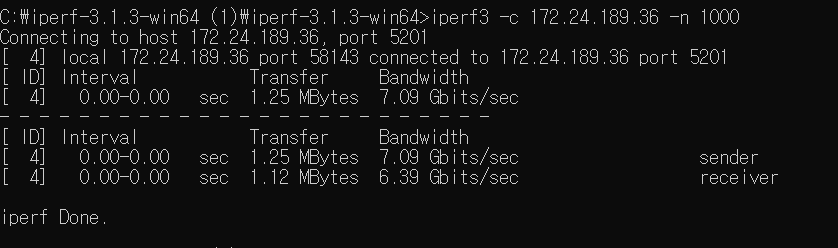 C:\iperf-3.1.3-win64 (1)\iperf-3.1.3-win64>iperf3 -c 172.24.189.36 -n 1000
Connecting to host 172.24.189.36, port 5201
[  4] local 172.24.189.36 port 58143 connected to 172.24.189.36 port 5201
[ ID] Interval           Transfer     Bandwidth
[  4]   0.00-0.00   sec  1.25 MBytes  7.09 Gbits/sec
- - - - - - - - - - - - - - - - - - - - - - - - -
[ ID] Interval           Transfer     Bandwidth
[  4]   0.00-0.00   sec  1.25 MBytes  7.09 Gbits/sec                  sender
[  4]   0.00-0.00   sec  1.12 MBytes  6.39 Gbits/sec                  receiver
iperf Done.